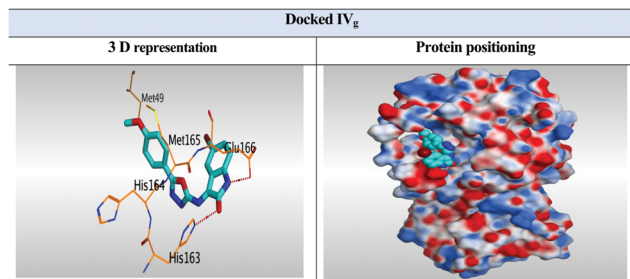 Docked IVg
3 D representation
Protein positioning
Met49
Met165
Glu166
His164
His163